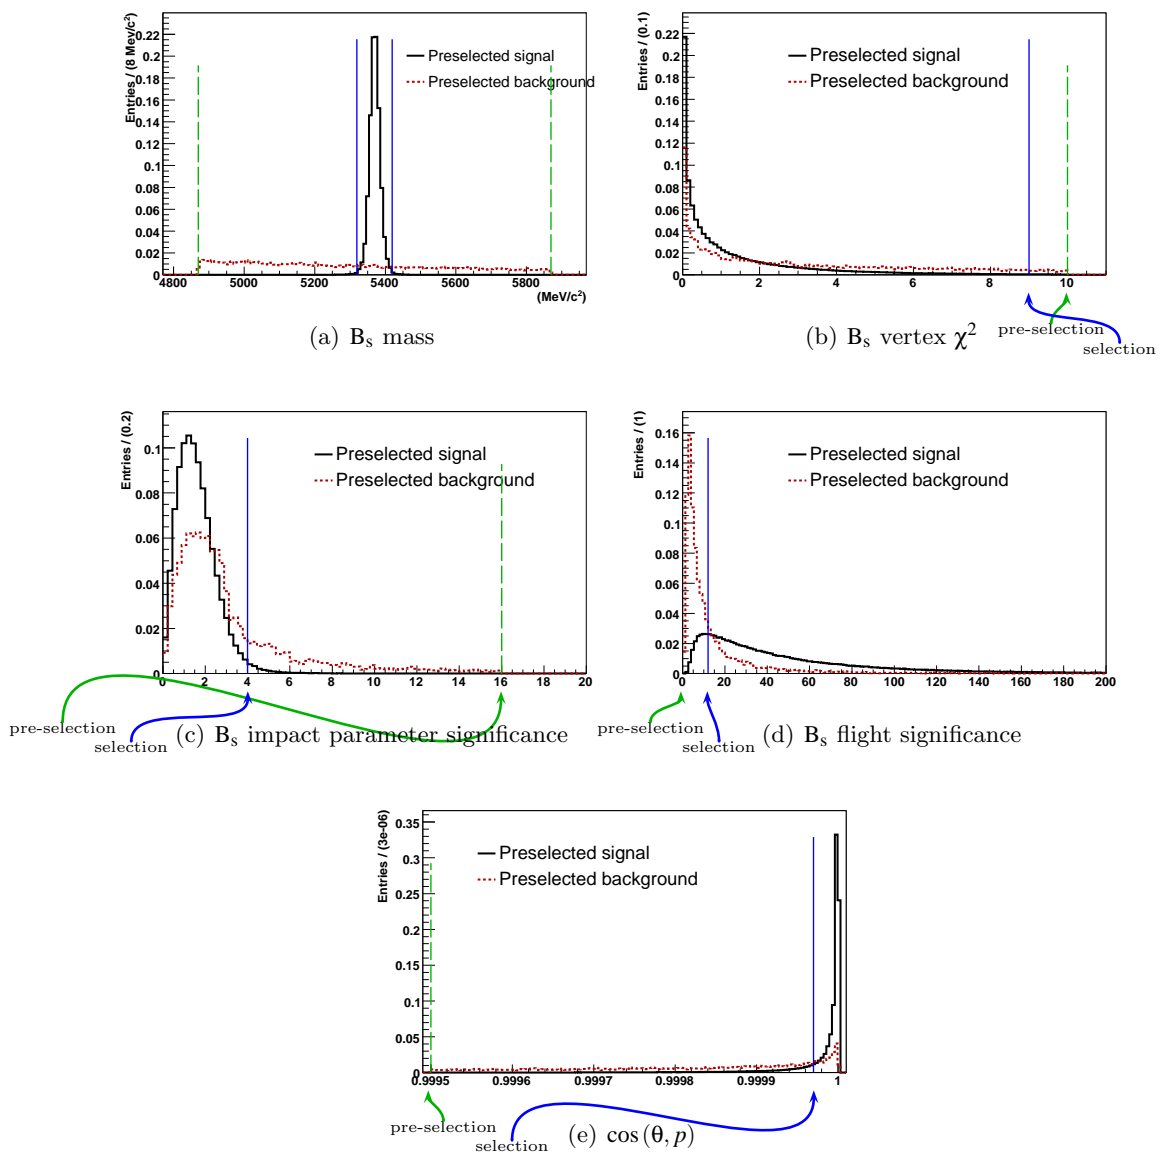 Entries / (8 Mev/c²)
0.22
0.2
0.18
0.16
0.14
0.12
0.1
0.08
0.06
0.04
0.02
0
Preselected signal
Preselected background
4800 5000 5200 5400 5600 5800
(MeV/c²)
(a) Bₛ mass
Entries / (0.1)
0.22
0.2
0.18
0.16
0.14
0.12
0.1
0.08
0.06
0.04
0.02
0
Preselected signal
Preselected background
0 2 4 6 8 10
(b) Bₛ vertex χ²
pre-selection
selection
Entries / (0.2)
0.1
0.08
0.06
0.04
0.02
0
Preselected signal
Preselected background
0 2 4 6 8 10 12 14 16 18 20
pre-selection
selection
(c) Bₛ impact parameter significance
Entries / (1)
0.16
0.14
0.12
0.1
0.08
0.06
0.04
0.02
0
Preselected signal
Preselected background
0 20 40 60 80 100 120 140 160 180 200
pre-selection
selection
(d) Bₛ flight significance
Entries / (3e-06)
0.35
0.3
0.25
0.2
0.15
0.1
0.05
0
Preselected signal
Preselected background
0.9995 0.9996 0.9997 0.9998 0.9999 1
pre-selection
selection
(e) cos (θ, p)